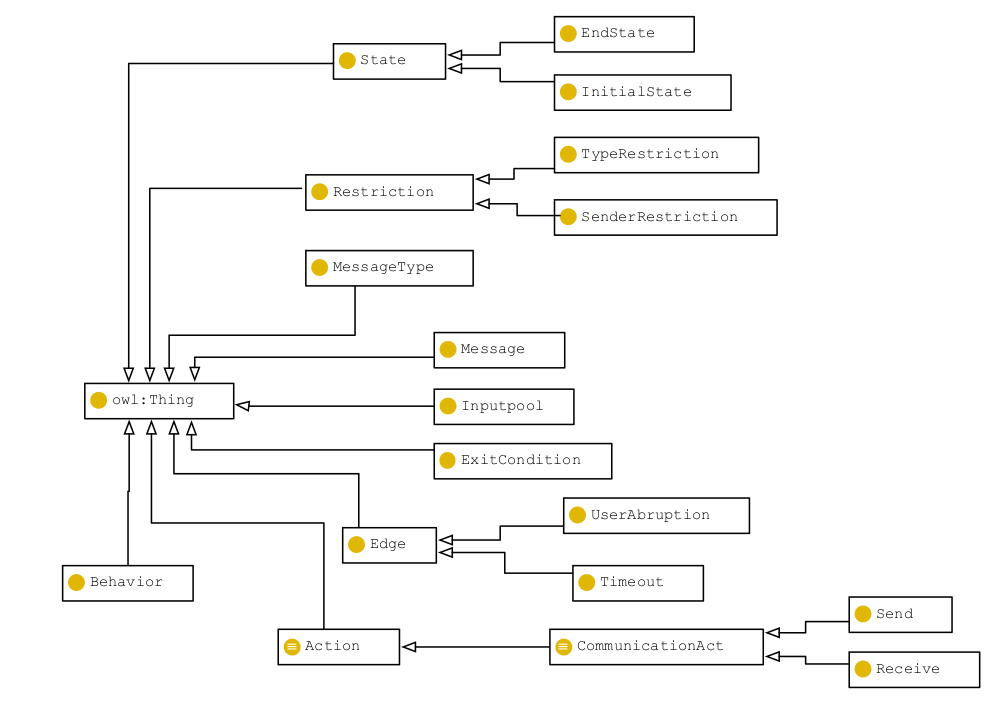 EndState
State
InitialState
TypeRestriction
Restriction
SenderRestriction
MessageType
Message
owl:Thing
Inputpool
ExitCondition
UserAbruption
Edge
Behavior
Timeout
Send
Action
CommunicationAct
Receive